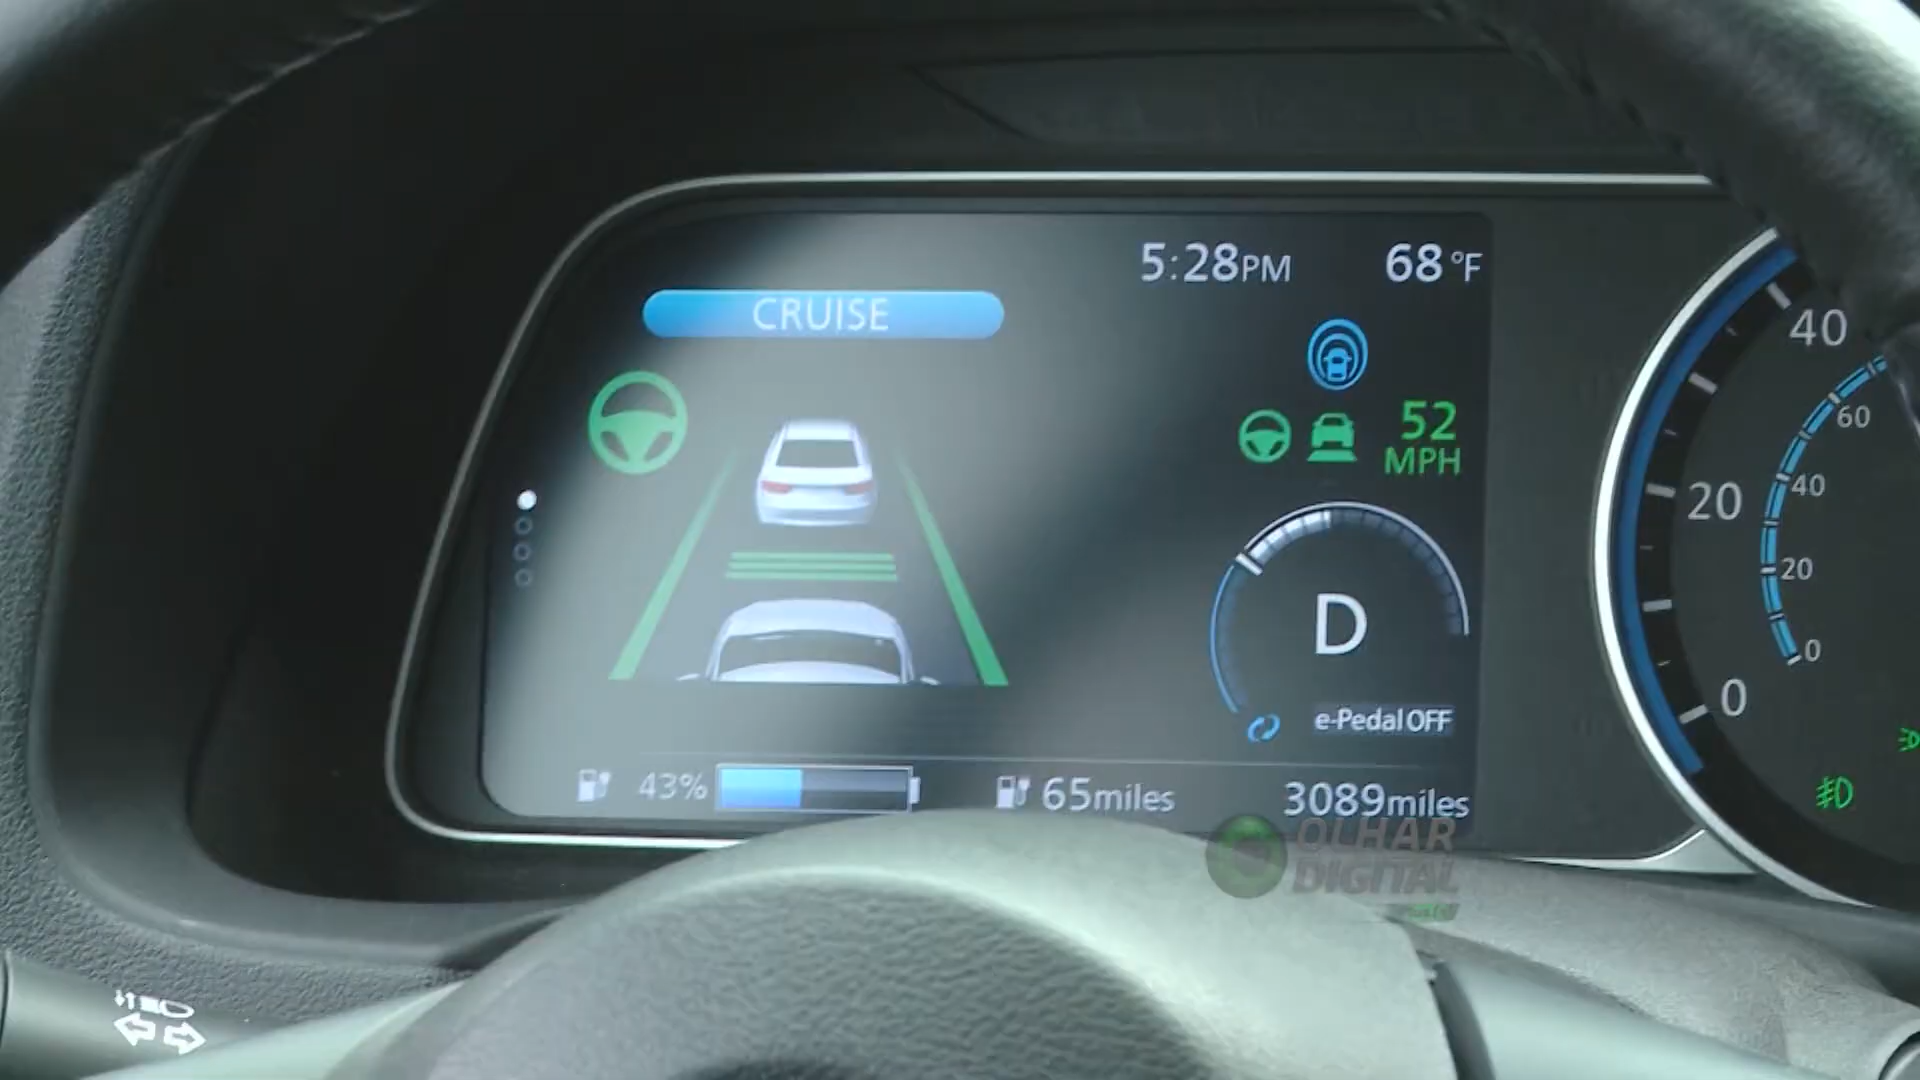 5:28PM 68 °F
CRUISE
52
MPH
D
e-Pedal OFF
43% 65miles 3089miles
40
20
0
60
40
20
0
OLHAR
DIGITAL